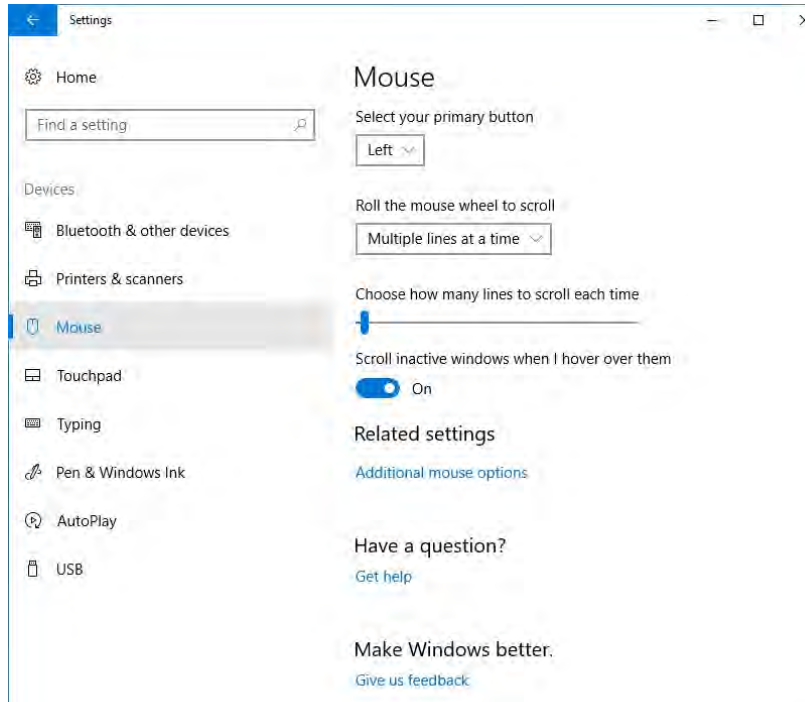 Settings
Home
Find a setting
Devices
Bluetooth & other devices
Printers & scanners
Mouse
Touchpad
Typing
Pen & Windows Ink
AutoPlay
USB
Mouse
Select your primary button
Left
Roll the mouse wheel to scroll
Multiple lines at a time
Choose how many lines to scroll each time
Scroll inactive windows when I hover over them
On
Related settings
Additional mouse options
Have a question?
Get help
Make Windows better.
Give us feedback